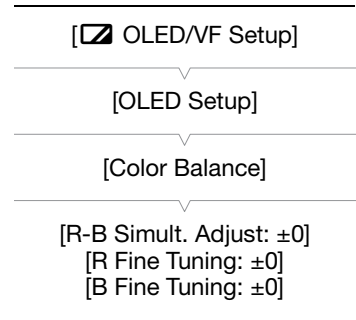 [OLED/VF Setup]
[OLED Setup]
[Color Balance]
[R-B Simult. Adjust: ±0]
[R Fine Tuning: ±0]
[B Fine Tuning: ±0]